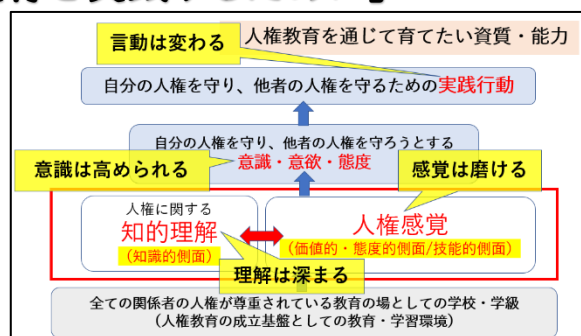 言動は変わる
人権教育を通じて育てたい資質・能力
自分の人権を守り、他者の人権を守るための実践行動
自分の人権を守り、他者の人権を守ろうとする
意識・意欲・態度
意識は高められる
感覚は磨ける
人権に関する
知的理解
(知識的側面)
人権感覚
(価値的・態度的側面/技能的側面)
理解は深まる
全ての関係者の人権が尊重されている教育の場としての学校・学級
(人権教育の成立基盤としての教育・学習環境)